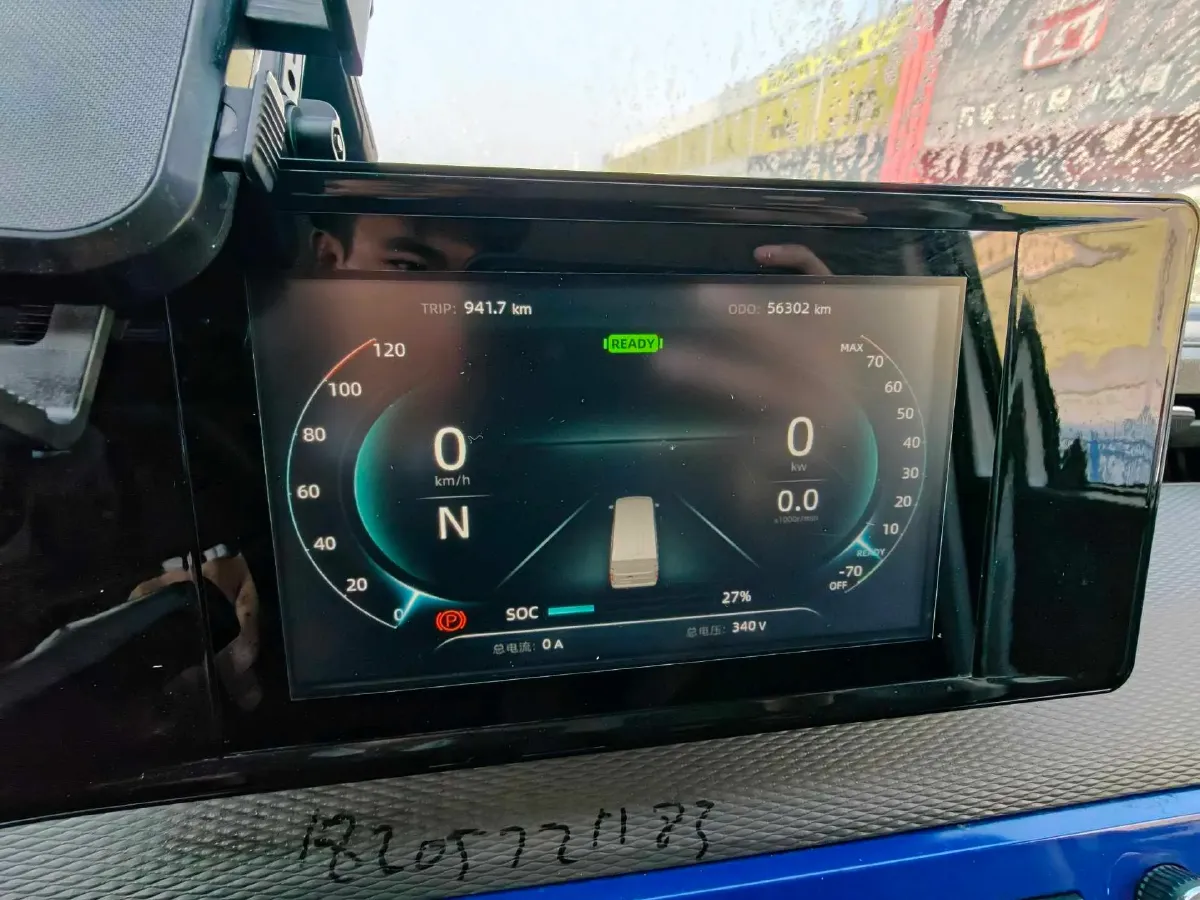 TRIP: 941.7 km
ODO: 56302 km
READY
120
100
80
60
40
20
0
0
km/h
N
MAX
70
60
50
40
30
20
10
READY
-70
OFF
0
kw
0.0
x1000r/min
SOC
27%
总电流: 0 A
总电压: 340 V